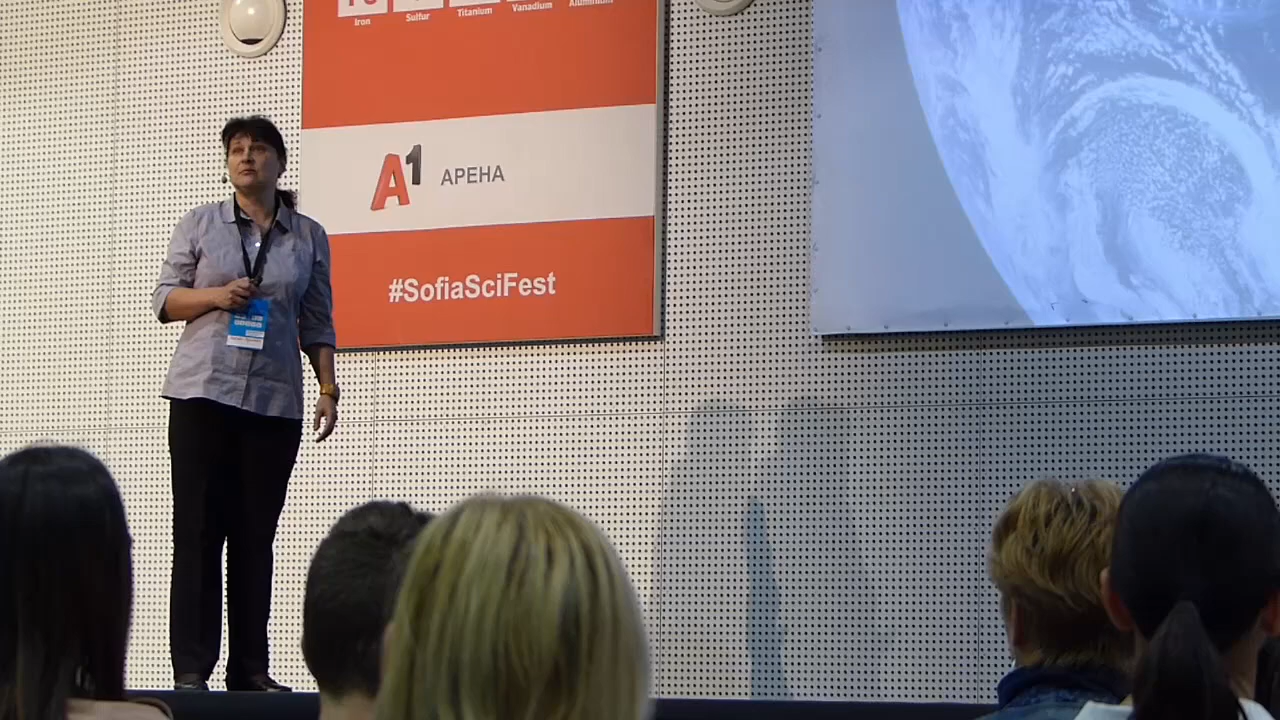 Iron
Sulfur
Titanium
Vanadium
Aluminium
A1 АРЕНА
#SofiaSciFest